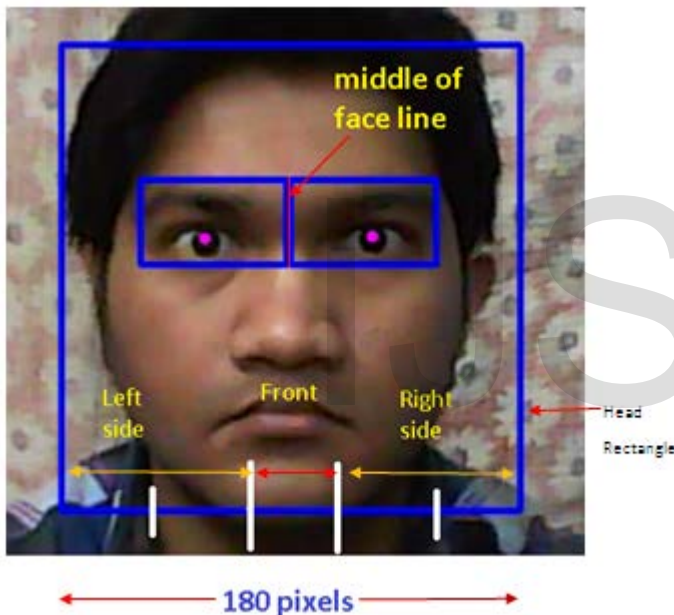 middle of
face line
Left
side
Front
Right
side
Head
Rectangle
180 pixels